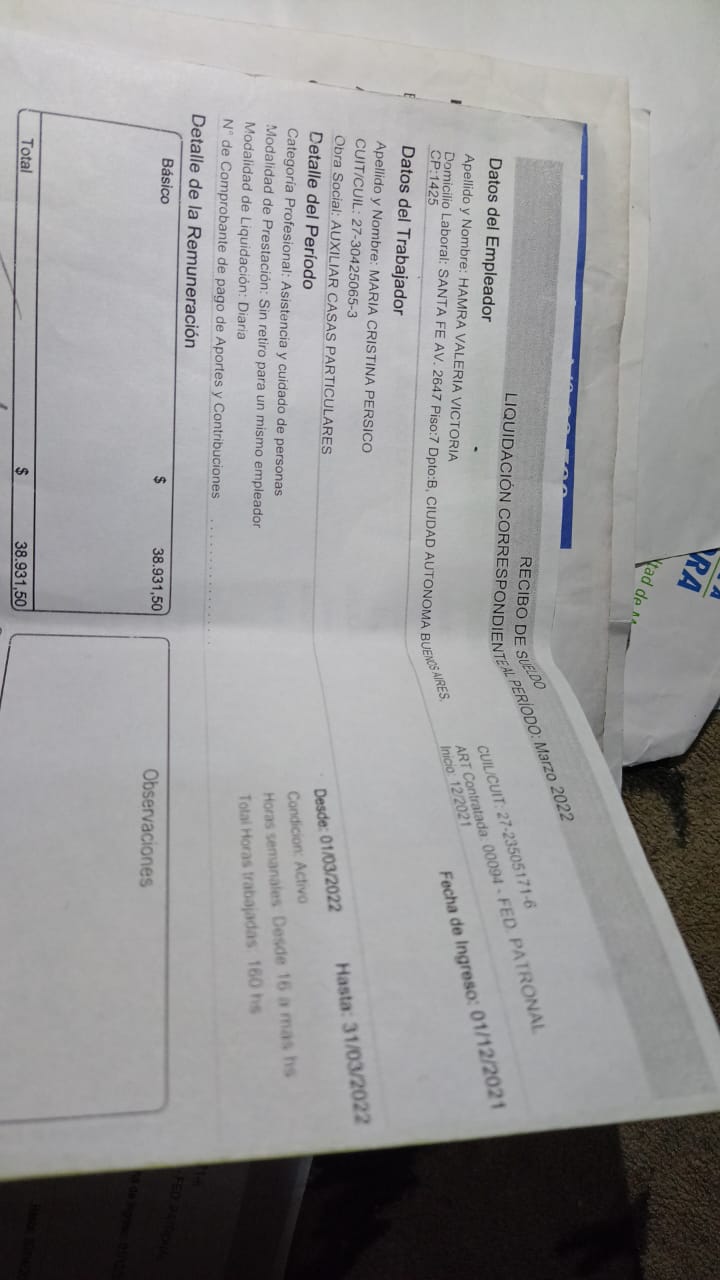 ORA
ltad de M
RECIBO DE SUELDO
LIQUIDACIÓN CORRESPONDIENTE AL PERÍODO: Marzo 2022
Datos del Empleador
CUIL/CUIT: 27-23505171-6
Apellido y Nombre: HAMRA VALERIA VICTORIA
ART Contratada: 00094 - FED. PATRONAL
Domicilio Laboral: SANTA FE AV. 2647 Piso:7 Dpto:B, CIUDAD AUTONOMA BUENOS AIRES,
Inicio: 12/2021
CP:1425
Datos del Trabajador
Fecha de Ingreso: 01/12/2021
Apellido y Nombre: MARIA CRISTINA PERSICO
CUIT/CUIL: 27-30425065-3
Obra Social: AUXILIAR CASAS PARTICULARES
Detalle del Período
Desde: 01/03/2022 Hasta: 31/03/2022
Categoría Profesional: Asistencia y cuidado de personas
Condicion: Activo
Modalidad de Prestación: Sin retiro para un mismo empleador
Horas semanales: Desde 16 a mas hs
Modalidad de Liquidación: Diaria
Total Horas trabajadas: 160 hs
N° de Comprobante de pago de Aportes y Contribuciones ....................
Detalle de la Remuneración
Básico $ 38.931,50
Observaciones
Total $ 38.931,50
- FED. PATRONAL